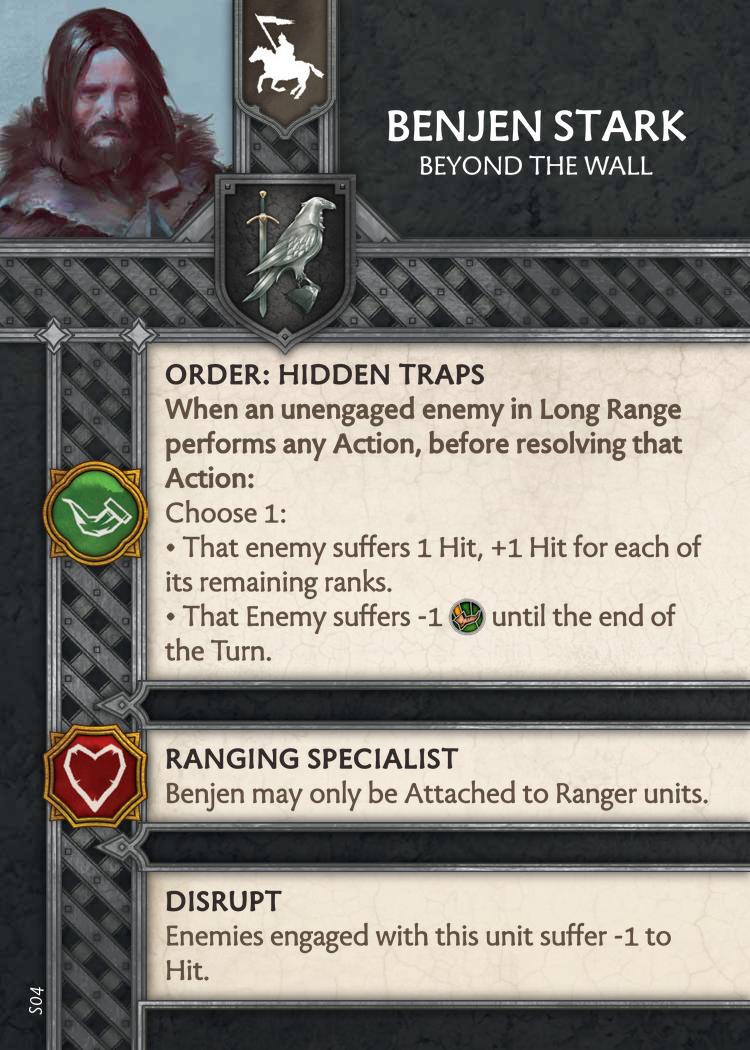 BENJEN STARK
BEYOND THE WALL
ORDER: HIDDEN TRAPS
When an unengaged enemy in Long Range
performs any Action, before resolving that
Action:
Choose 1:
• That enemy suffers 1 Hit, +1 Hit for each of
its remaining ranks.
• That Enemy suffers -1 until the end of
the Turn.
RANGING SPECIALIST
Benjen may only be Attached to Ranger units.
DISRUPT
Enemies engaged with this unit suffer -1 to
Hit.
S04